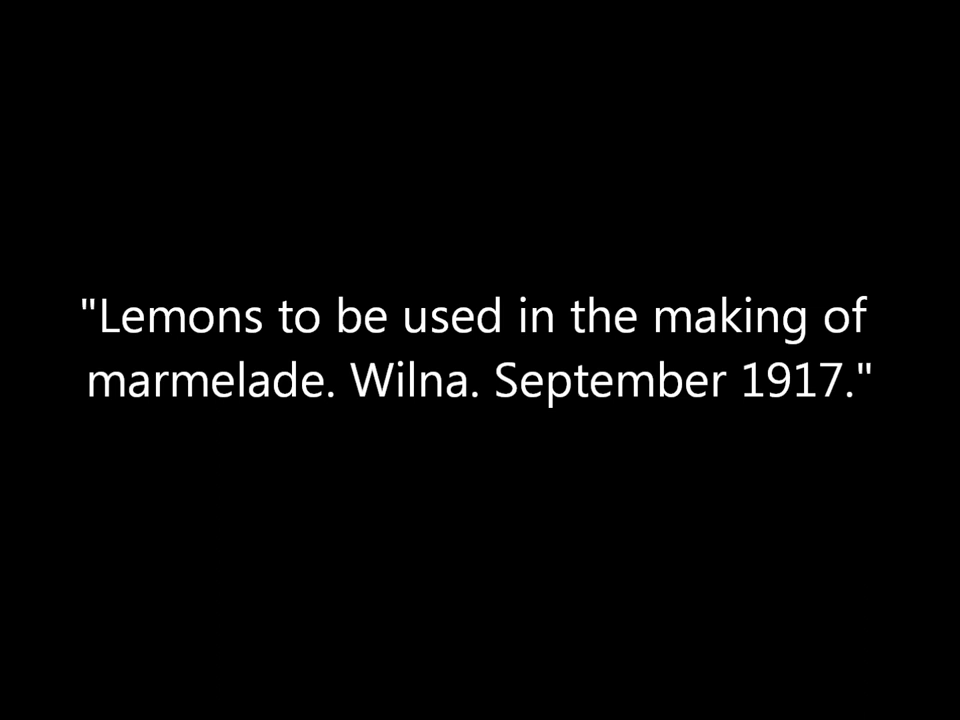 "Lemons to be used in the making of
marmelade. Wilna. September 1917."